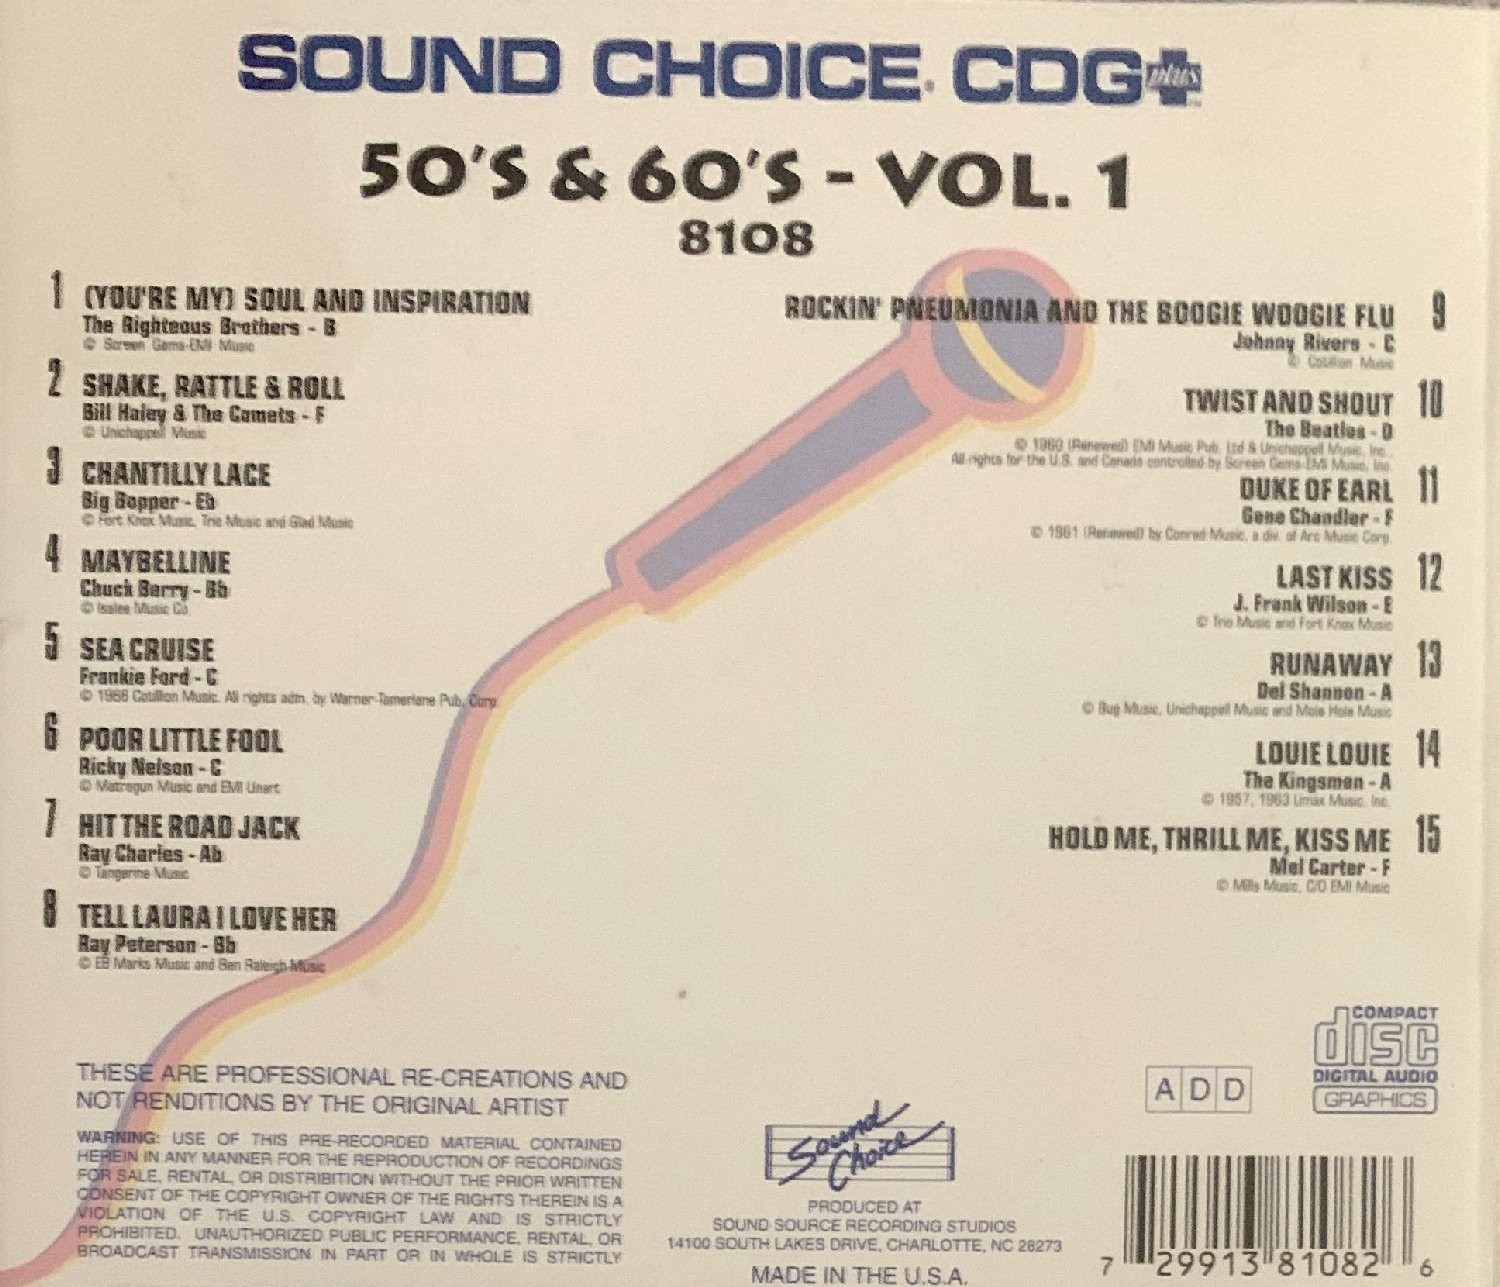 SOUND CHOICE® CDG plus
50'S & 60'S - VOL. 1
8108
1 (YOU'RE MY) SOUL AND INSPIRATION
The Righteous Brothers - B
© Screen Gems-EMI Music
2 SHAKE, RATTLE & ROLL
Bill Haley & The Comets - F
© Unichappell Music
3 CHANTILLY LACE
Big Bopper - Eb
© Fort Knox Music, Trio Music and Glad Music
4 MAYBELLINE
Chuck Berry - Bb
© Isalee Music Co.
5 SEA CRUISE
Frankie Ford - C
© 1966 Cotillion Music. All rights adm. by Warner-Tamerlane Pub. Corp.
6 POOR LITTLE FOOL
Ricky Nelson - C
© Matragun Music and EMI Unart
7 HIT THE ROAD JACK
Ray Charles - Ab
© Tangerine Music
8 TELL LAURA I LOVE HER
Ray Peterson - Bb
© EB Marks Music and Ben Raleigh Music
ROCKIN' PNEUMONIA AND THE BOOGIE WOOGIE FLU 9
Johnny Rivers - C
© Cotillion Music
TWIST AND SHOUT 10
The Beatles - D
© 1960 (Renewed) EMI Music Pub. Ltd & Unichappell Music, Inc.
All rights for the U.S. and Canada controlled by Screen Gems-EMI Music, Inc.
DUKE OF EARL 11
Gene Chandler - F
© 1961 (Renewed) by Conrad Music, a div. of Arc Music Corp.
LAST KISS 12
J. Frank Wilson - E
© Trio Music and Fort Knox Music
RUNAWAY 13
Del Shannon - A
© Bug Music, Unichappell Music and Mole Hole Music
LOUIE LOUIE 14
The Kingsmen - A
© 1957, 1963 Limax Music, Inc.
HOLD ME, THRILL ME, KISS ME 15
Mel Carter - F
© Mills Music, C/O EMI Music
THESE ARE PROFESSIONAL RE-CREATIONS AND
NOT RENDITIONS BY THE ORIGINAL ARTIST
WARNING: USE OF THIS PRE-RECORDED MATERIAL CONTAINED
HEREIN IN ANY MANNER FOR THE REPRODUCTION OF RECORDINGS
FOR SALE, RENTAL, OR DISTRIBUTION WITHOUT THE PRIOR WRITTEN
CONSENT OF THE COPYRIGHT OWNER OF THE RIGHTS THEREIN IS A
VIOLATION OF THE U.S. COPYRIGHT LAW AND IS STRICTLY
PROHIBITED. UNAUTHORIZED PUBLIC PERFORMANCE, RENTAL, OR
BROADCAST TRANSMISSION IN PART OR IN WHOLE IS STRICTLY
Sound
Choice
PRODUCED AT
SOUND SOURCE RECORDING STUDIOS
14100 SOUTH LAKES DRIVE, CHARLOTTE, NC 28273
MADE IN THE U.S.A.
A D D
COMPACT
disc
DIGITAL AUDIO
GRAPHICS
7 29913 81082 6